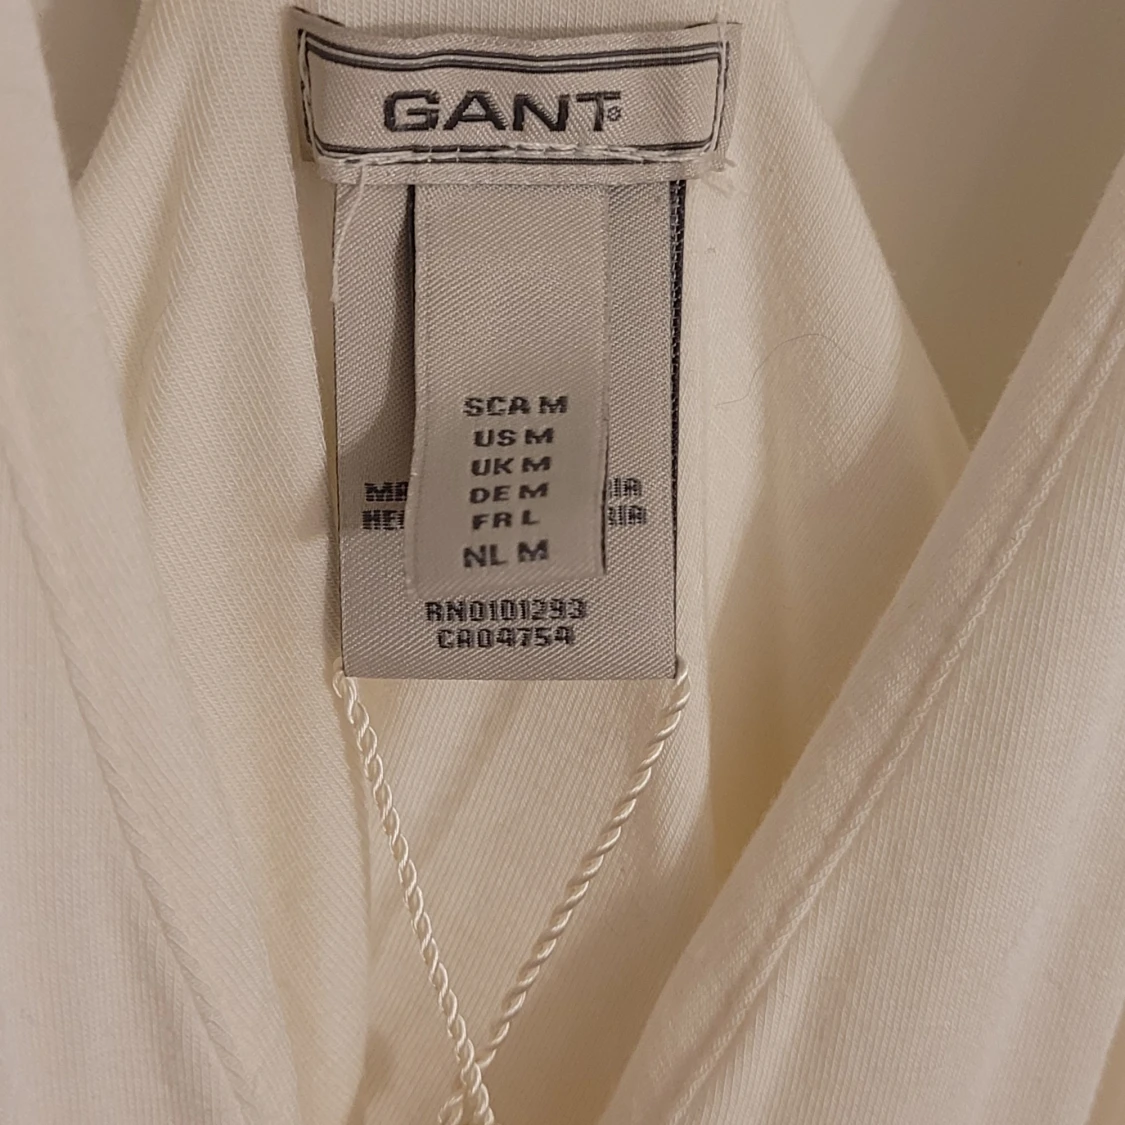 GANT®
SCA M
US M
UK M
DE M
FR L
NL M
RN0101293
CA04754